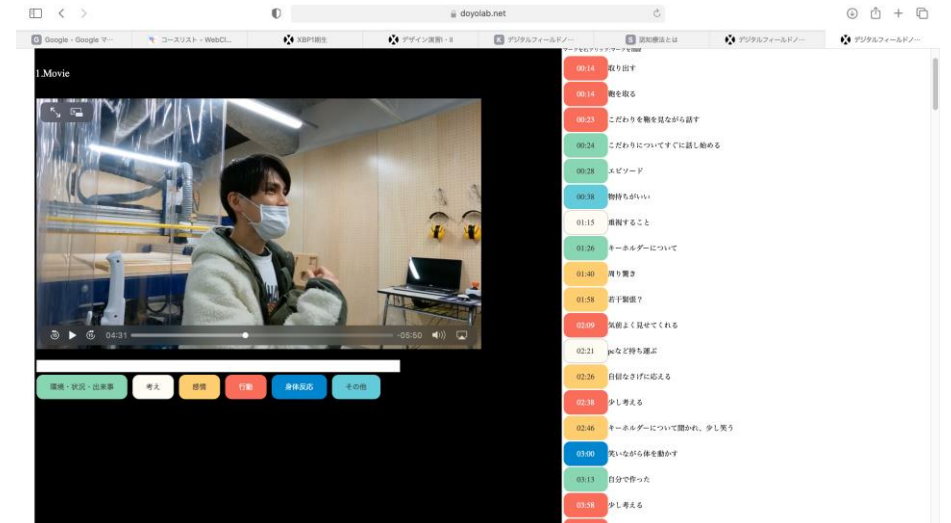 doyolab.net
Google - Google マ…
コースリスト - WebCl...
XBP1期生
デザイン演習I - II
デジタルフィールドノ…
認知療法とは
デジタルフィールドノ…
デジタルフィールドノ…
1.Movie
04:31
-05:50
環境・状況・出来事
考え
感情
行動
身体反応
その他
00:14 取り出す
00:14 鞄を取る
00:23 こだわりを鞄を見ながら話す
00:24 こだわりについてすぐに話し始める
00:28 エピソード
00:38 物持ちがいい
01:15 重視すること
01:26 キーホルダーについて
01:40 周り驚き
01:58 若干緊張？
02:09 気前よく見せてくれる
02:21 pcなど持ち運ぶ
02:26 自信なさげに応える
02:38 少し考える
02:46 キーホルダーについて聞かれ、少し笑う
03:00 笑いながら体を動かす
03:13 自分で作った
03:58 少し考える